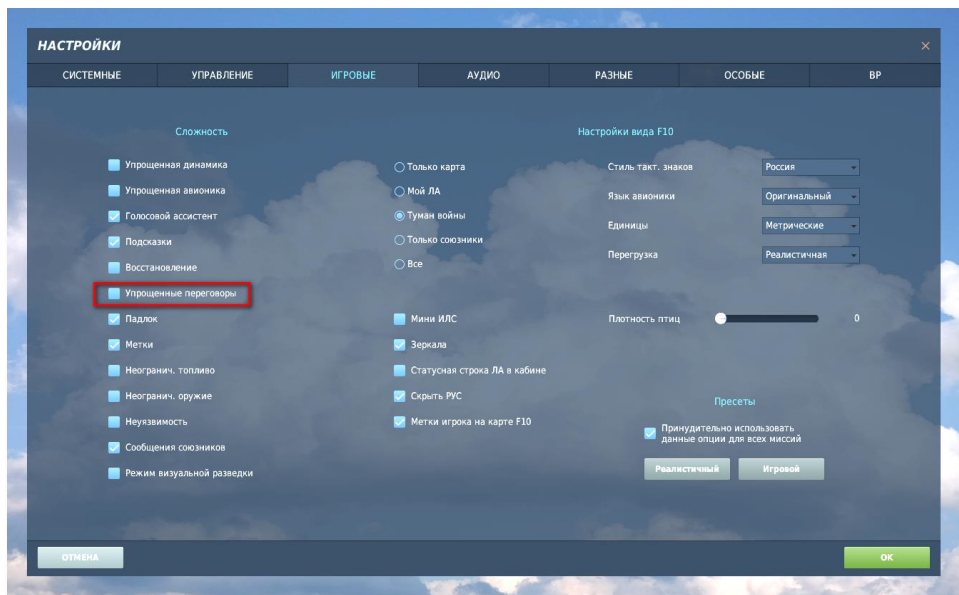 НАСТРОЙКИ
×
СИСТЕМНЫЕ УПРАВЛЕНИЕ ИГРОВЫЕ АУДИО РАЗНЫЕ ОСОБЫЕ ВР
Сложность
Упрощенная динамика
Упрощенная авионика
Голосовой ассистент
Подсказки
Восстановление
Упрощенные переговоры
Падлок
Метки
Неогранич. топливо
Неогранич. оружие
Неуязвимость
Сообщения союзников
Режим визуальной разведки
Только карта
Мой ЛА
Туман войны
Только союзники
Все
Мини ИЛС
Зеркала
Статусная строка ЛА в кабине
Скрыть РУС
Метки игрока на карте F10
Настройки вида F10
Стиль такт. знаков Россия
Язык авионики Оригинальный
Единицы Метрические
Перегрузка Реалистичная
Плотность птиц 0
Пресеты
Принудительно использовать
данные опции для всех миссий
Реалистичный Игровой
ОТМЕНА OK